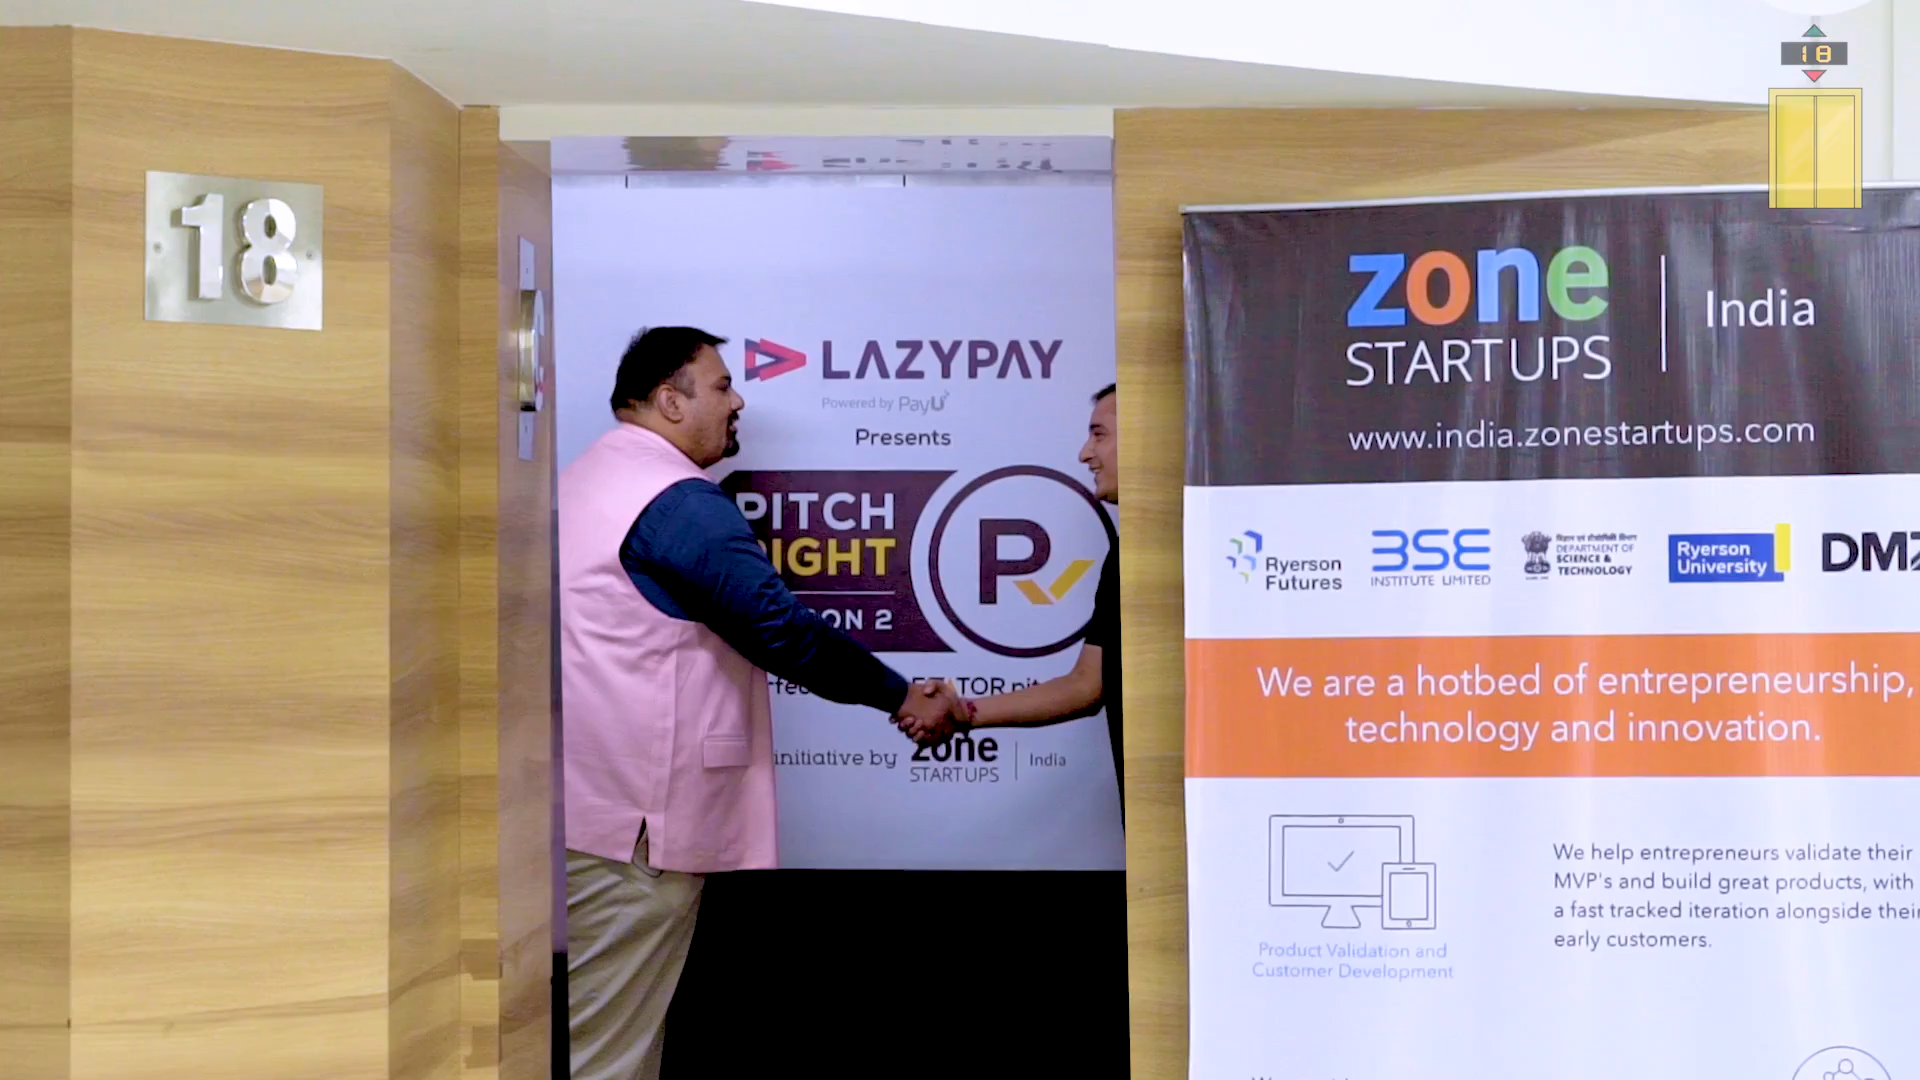 18
18
LAZYPAY
Powered by PayU
Presents
PITCH
RIGHT
ON 2
initiative by zone
STARTUPS
India
zone
STARTUPS
India
www.india.zonestartups.com
Ryerson
Futures
BSE
INSTITUTE LIMITED
DEPARTMENT OF
SCIENCE &
TECHNOLOGY
Ryerson
University
DMZ
We are a hotbed of entrepreneurship,
technology and innovation.
Product Validation and
Customer Development
We help entrepreneurs validate their
MVP's and build great products, with
a fast tracked iteration alongside their
early customers.